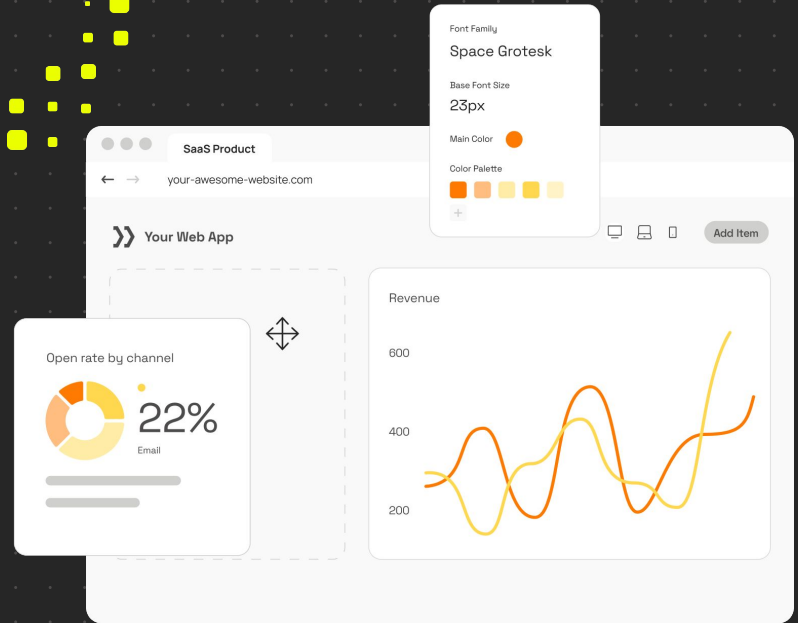 Font Family
Space Grotesk
Base Font Size
23px
Main Color
Color Palette
+
SaaS Product
your-awesome-website.com
Your Web App
Add Item
Open rate by channel
22%
Email
Revenue
600
400
200